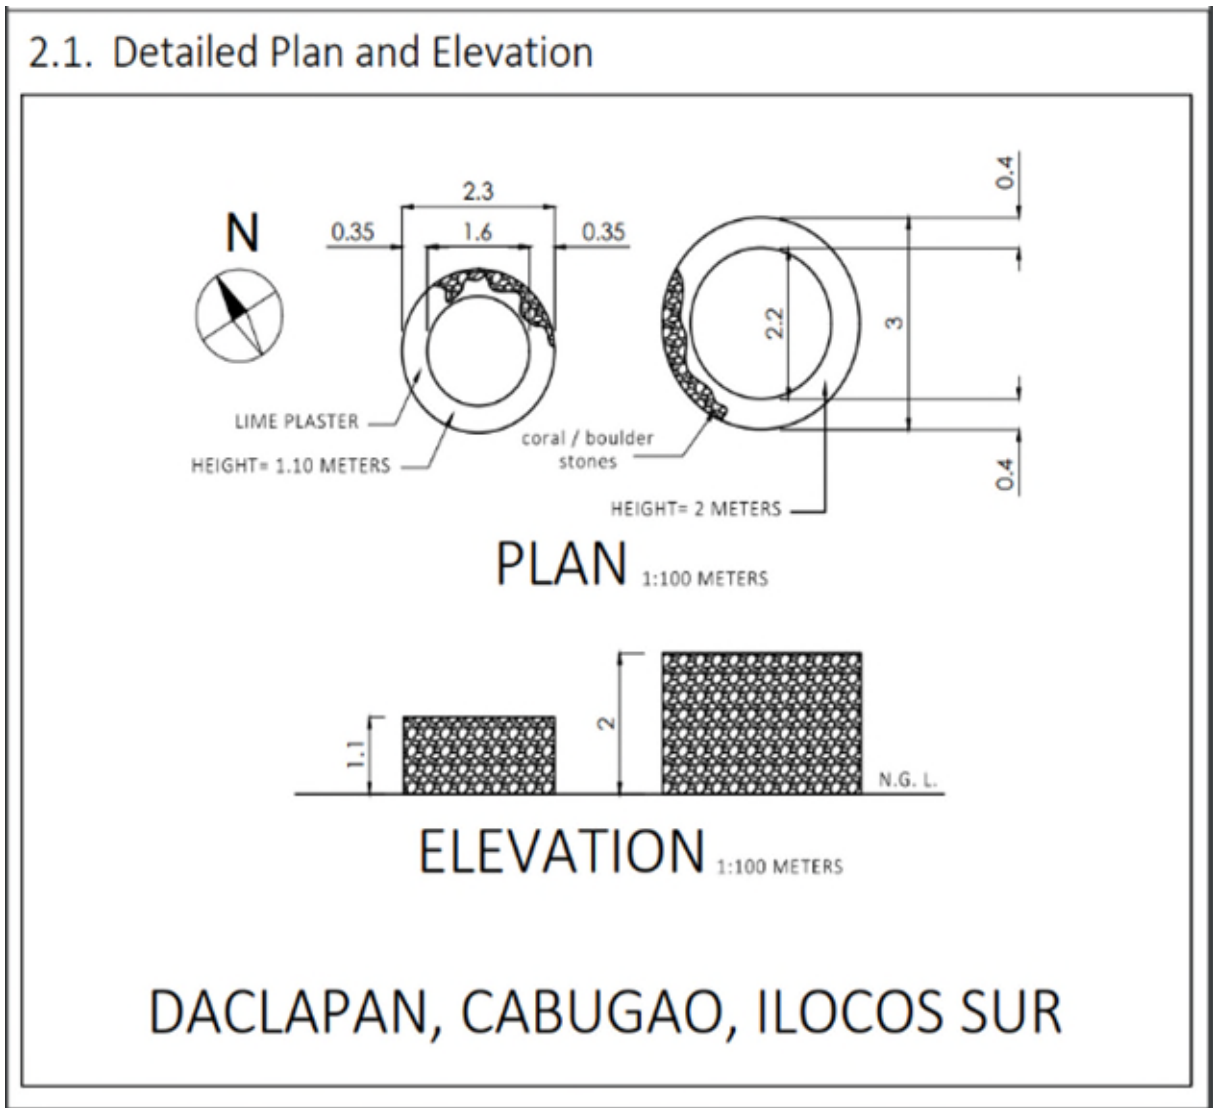 2.1. Detailed Plan and Elevation
N
2.3
0.35
1.6
0.35
0.4
2.2
3
0.4
LIME PLASTER
HEIGHT= 1.10 METERS
coral / boulder
stones
HEIGHT= 2 METERS
PLAN 1:100 METERS
1.1
2
N.G. L.
ELEVATION 1:100 METERS
DACLAPAN, CABUGAO, ILOCOS SUR